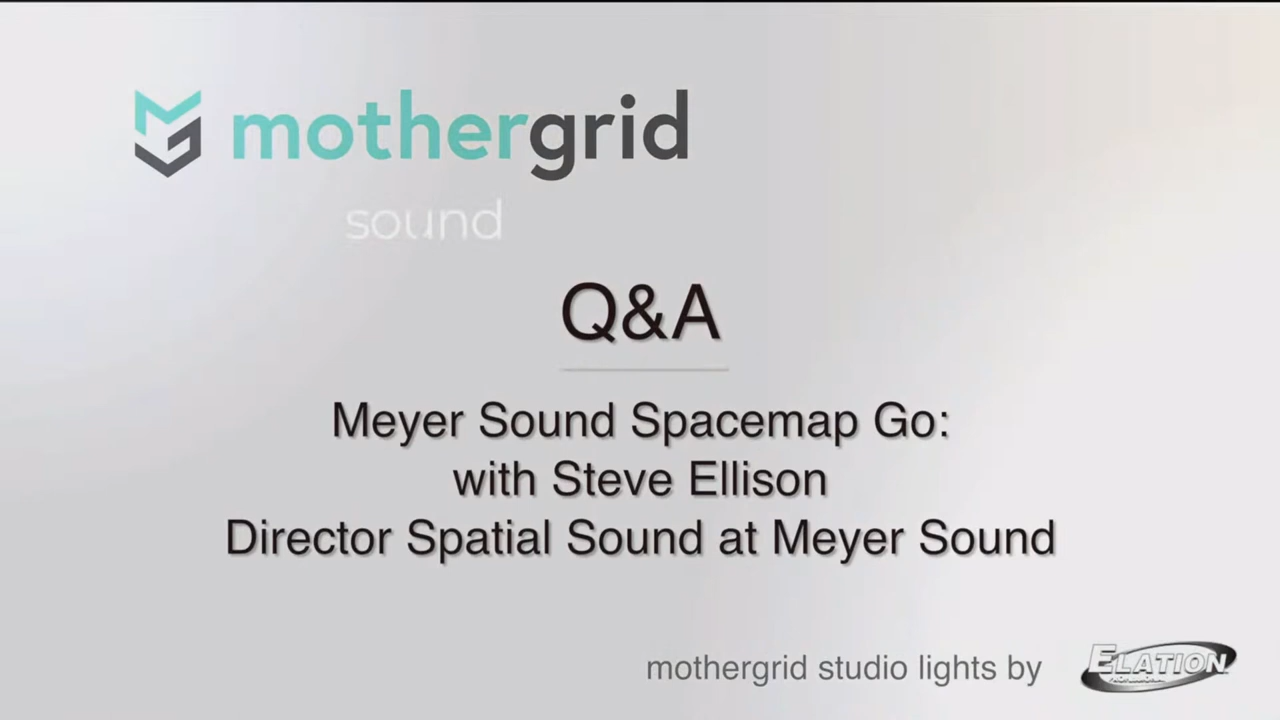 mothergrid
sound
Q&A
Meyer Sound Spacemap Go:
with Steve Ellison
Director Spatial Sound at Meyer Sound
mothergrid studio lights by
ELATION
PROFESSIONAL